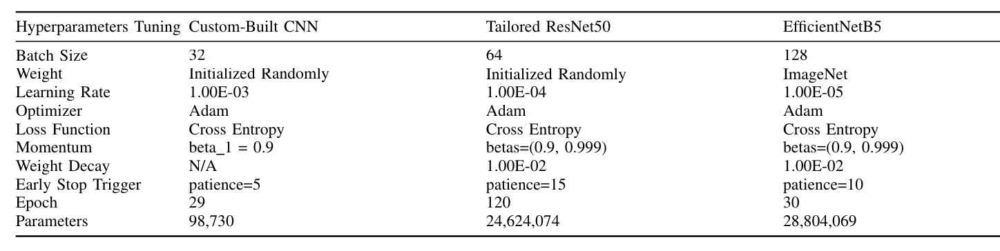 Hyperparameters Tuning Custom-Built CNN Tailored ResNet50 EfficientNetB5
Batch Size 32 64 128
Weight Initialized Randomly Initialized Randomly ImageNet
Learning Rate 1.00E-03 1.00E-04 1.00E-05
Optimizer Adam Adam Adam
Loss Function Cross Entropy Cross Entropy Cross Entropy
Momentum beta_1 = 0.9 betas=(0.9, 0.999) betas=(0.9, 0.999)
Weight Decay N/A 1.00E-02 1.00E-02
Early Stop Trigger patience=5 patience=15 patience=10
Epoch 29 120 30
Parameters 98,730 24,624,074 28,804,069